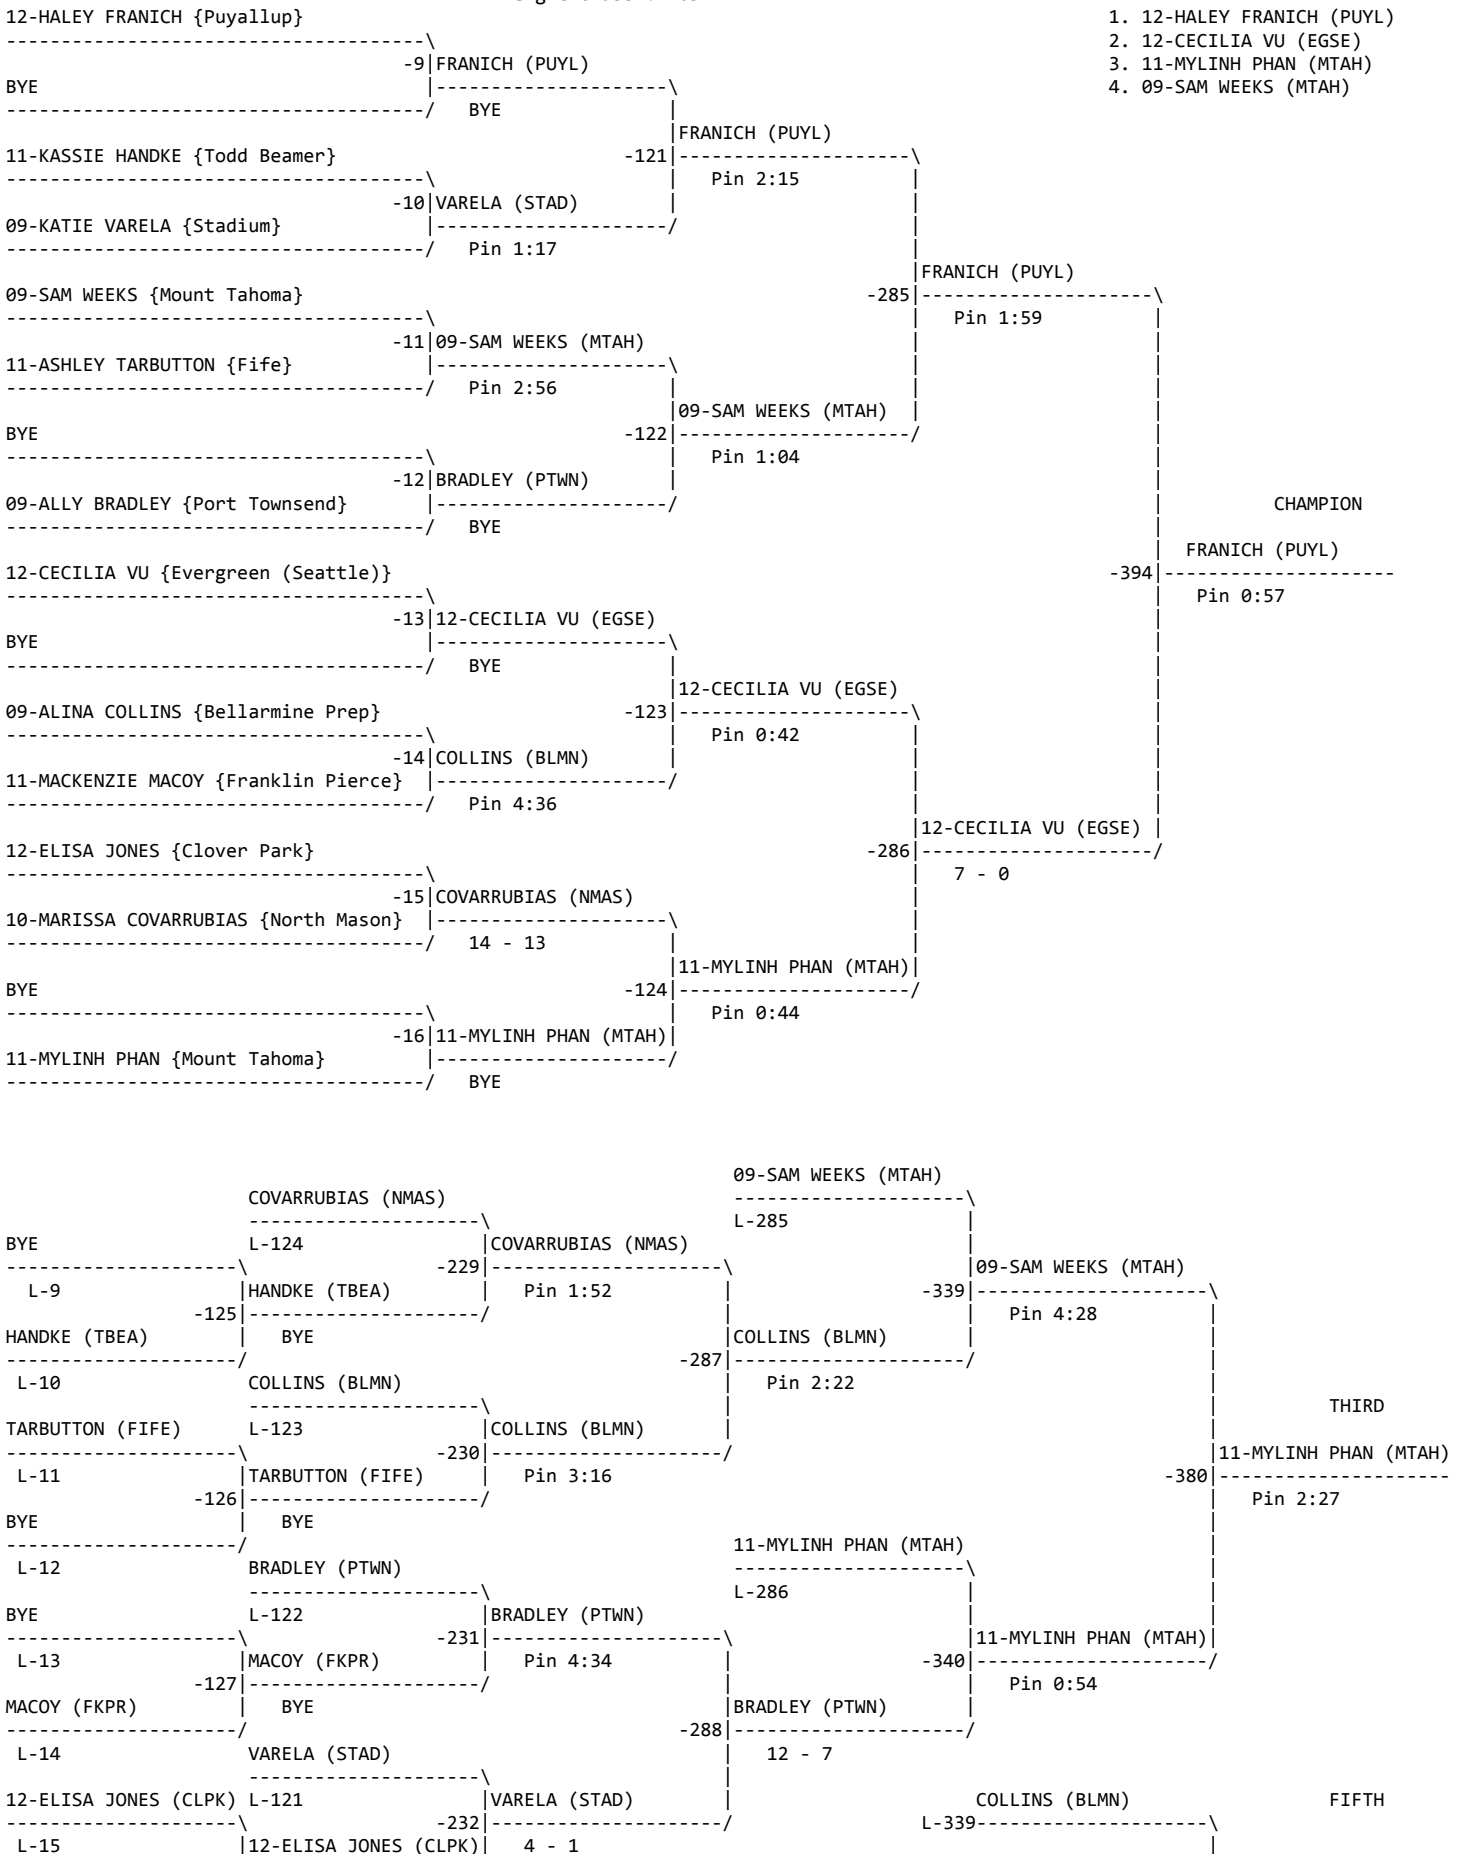 12-HALEY FRANICH {Puyallup} 1. 12-HALEY FRANICH (PUYL)
-------------------------------------\ 2. 12-CECILIA VU (EGSE)
-9|FRANICH (PUYL) 3. 11-MYLINH PHAN (MTAH)
BYE |---------------------\ 4. 09-SAM WEEKS (MTAH)
-------------------------------------/ BYE |
|FRANICH (PUYL)
11-KASSIE HANDKE {Todd Beamer} -121|---------------------\
-------------------------------------\ | Pin 2:15 |
-10|VARELA (STAD) | |
09-KATIE VARELA {Stadium} |---------------------/ |
-------------------------------------/ Pin 1:17 |
|FRANICH (PUYL)
09-SAM WEEKS {Mount Tahoma} -285|---------------------\
-------------------------------------\ | Pin 1:59 |
-11|09-SAM WEEKS (MTAH) | |
11-ASHLEY TARBUTTON {Fife} |---------------------\ | |
-------------------------------------/ Pin 2:56 | | |
|09-SAM WEEKS (MTAH) | |
BYE -122|---------------------/ |
-------------------------------------\ | Pin 1:04 |
-12|BRADLEY (PTWN) | |
09-ALLY BRADLEY {Port Townsend} |---------------------/ | CHAMPION
-------------------------------------/ BYE |
| FRANICH (PUYL)
12-CECILIA VU {Evergreen (Seattle)} -394|---------------------
-------------------------------------\ | Pin 0:57
-13|12-CECILIA VU (EGSE) |
BYE |---------------------\ |
-------------------------------------/ BYE | |
|12-CECILIA VU (EGSE) |
09-ALINA COLLINS {Bellarmine Prep} -123|---------------------\ |
-------------------------------------\ | Pin 0:42 | |
-14|COLLINS (BLMN) | | |
11-MACKENZIE MACOY {Franklin Pierce} |---------------------/ | |
-------------------------------------/ Pin 4:36 | |
|12-CECILIA VU (EGSE) |
12-ELISA JONES {Clover Park} -286|---------------------/
-------------------------------------\ | 7 - 0
-15|COVARRUBIAS (NMAS) |
10-MARISSA COVARRUBIAS {North Mason} |---------------------\ |
-------------------------------------/ 14 - 13 | |
|11-MYLINH PHAN (MTAH)|
BYE -124|---------------------/
-------------------------------------\ | Pin 0:44
-16|11-MYLINH PHAN (MTAH)|
11-MYLINH PHAN {Mount Tahoma} |---------------------/
-------------------------------------/ BYE
09-SAM WEEKS (MTAH)
COVARRUBIAS (NMAS) ---------------------\
---------------------\ L-285 |
BYE L-124 |COVARRUBIAS (NMAS) |
---------------------\ -229|---------------------\ |09-SAM WEEKS (MTAH)
L-9 |HANDKE (TBEA) | Pin 1:52 | -339|---------------------\
-125|---------------------/ | | Pin 4:28 |
HANDKE (TBEA) | BYE |COLLINS (BLMN) | |
---------------------/ -287|---------------------/ |
L-10 COLLINS (BLMN) | Pin 2:22 |
---------------------\ | | THIRD
TARBUTTON (FIFE) L-123 |COLLINS (BLMN) | |
---------------------\ -230|---------------------/ |11-MYLINH PHAN (MTAH)
L-11 |TARBUTTON (FIFE) | Pin 3:16 -380|---------------------
-126|---------------------/ | Pin 2:27
BYE | BYE |
---------------------/ 11-MYLINH PHAN (MTAH) |
L-12 BRADLEY (PTWN) ---------------------\ |
---------------------\ L-286 | |
BYE L-122 |BRADLEY (PTWN) | |
---------------------\ -231|---------------------\ |11-MYLINH PHAN (MTAH)|
L-13 |MACOY (FKPR) | Pin 4:34 | -340|---------------------/
-127|---------------------/ | | Pin 0:54
MACOY (FKPR) | BYE |BRADLEY (PTWN) |
---------------------/ -288|---------------------/
L-14 VARELA (STAD) | 12 - 7
---------------------\ |
12-ELISA JONES (CLPK) L-121 |VARELA (STAD) | COLLINS (BLMN) FIFTH
---------------------\ -232|---------------------/ L-339---------------------\
L-15 |12-ELISA JONES (CLPK)| 4 - 1 |